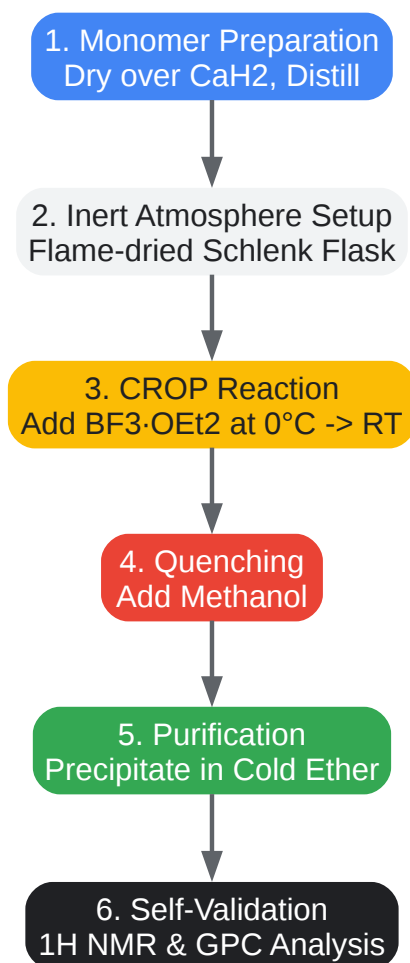 1. Monomer Preparation
Dry over CaH2, Distill
2. Inert Atmosphere Setup
Flame-dried Schlenk Flask
3. CROP Reaction
Add BF3·OEt2 at 0°C -> RT
4. Quenching
Add Methanol
5. Purification
Precipitate in Cold Ether
6. Self-Validation
1H NMR & GPC Analysis